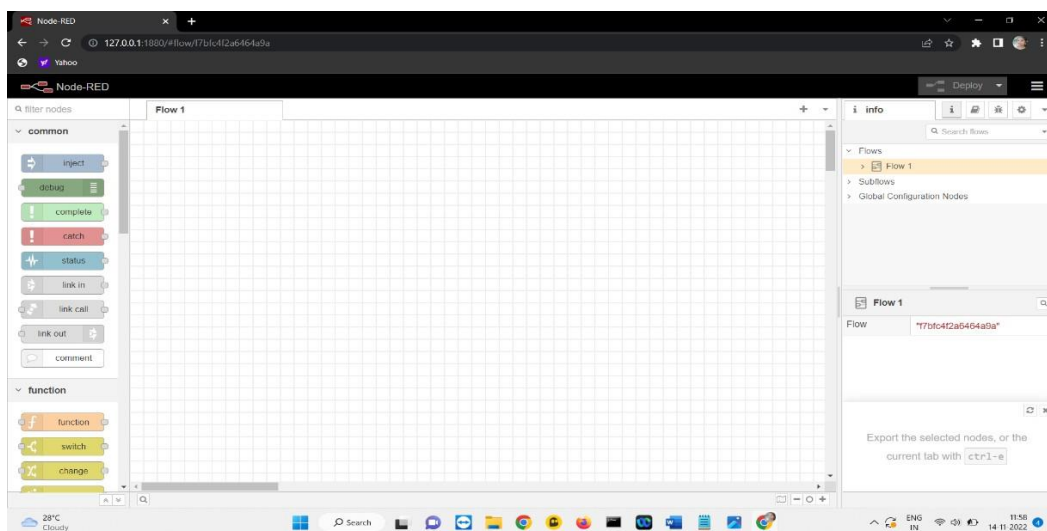 Node-RED
127.0.0.1:1880/#flow/f7bfc4f2a6464a9a
Yahoo
Node-RED
Deploy
filter nodes
Flow 1
info
Search flows
common
inject
debug
complete
catch
status
link in
link call
link out
comment
function
function
switch
change
Flows
Flow 1
Subflows
Global Configuration Nodes
Flow 1
Flow "f7bfc4f2a6464a9a"
Export the selected nodes, or the
current tab with ctrl-e
28°C
Cloudy
Search
ENG
IN
11:58
14-11-2022